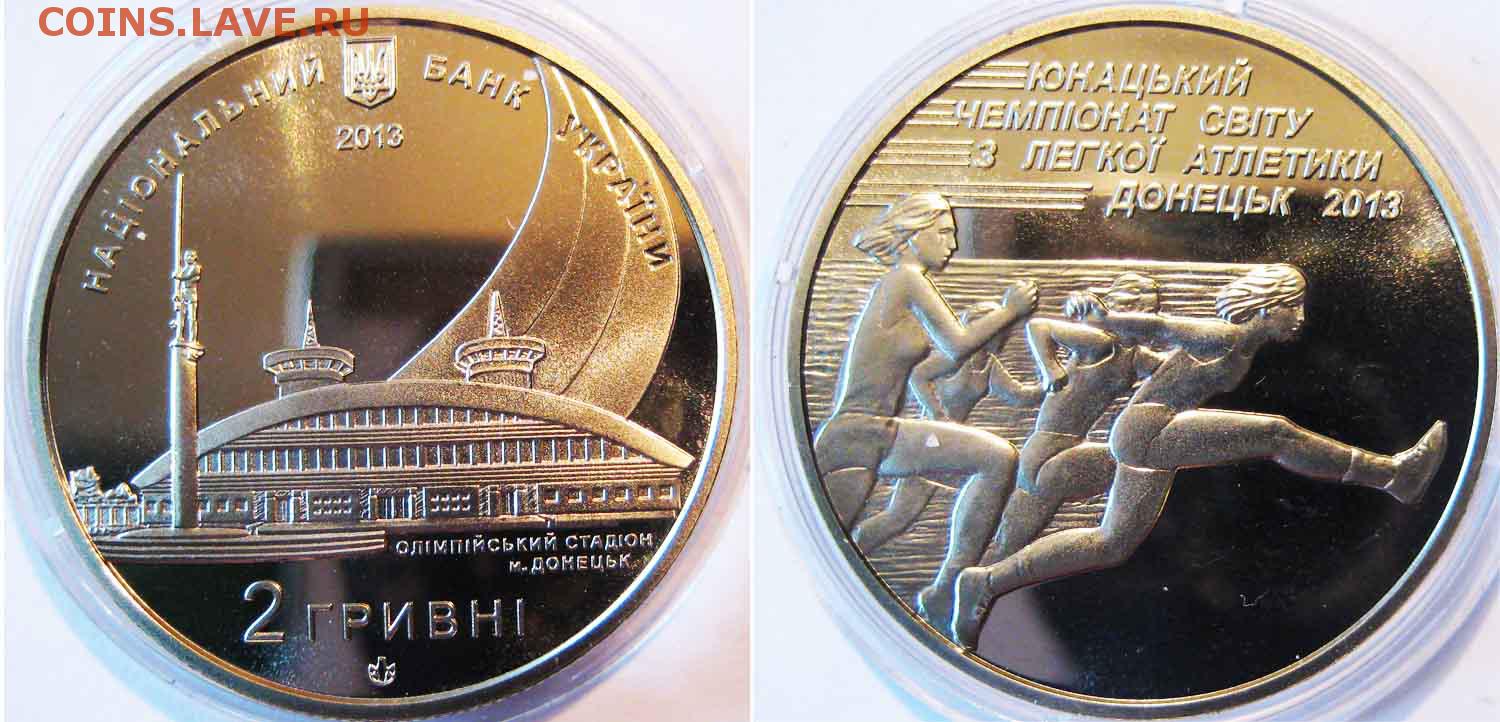 COINS.LAVE.RU
НАЦІОНАЛЬНИЙ БАНК УКРАЇНИ
2013
ОЛІМПІЙСЬКИЙ СТАДІОН
м. ДОНЕЦЬК
2 ГРИВНІ
ЮНАЦЬКИЙ
ЧЕМПІОНАТ СВІТУ
З ЛЕГКОЇ АТЛЕТИКИ
ДОНЕЦЬК 2013